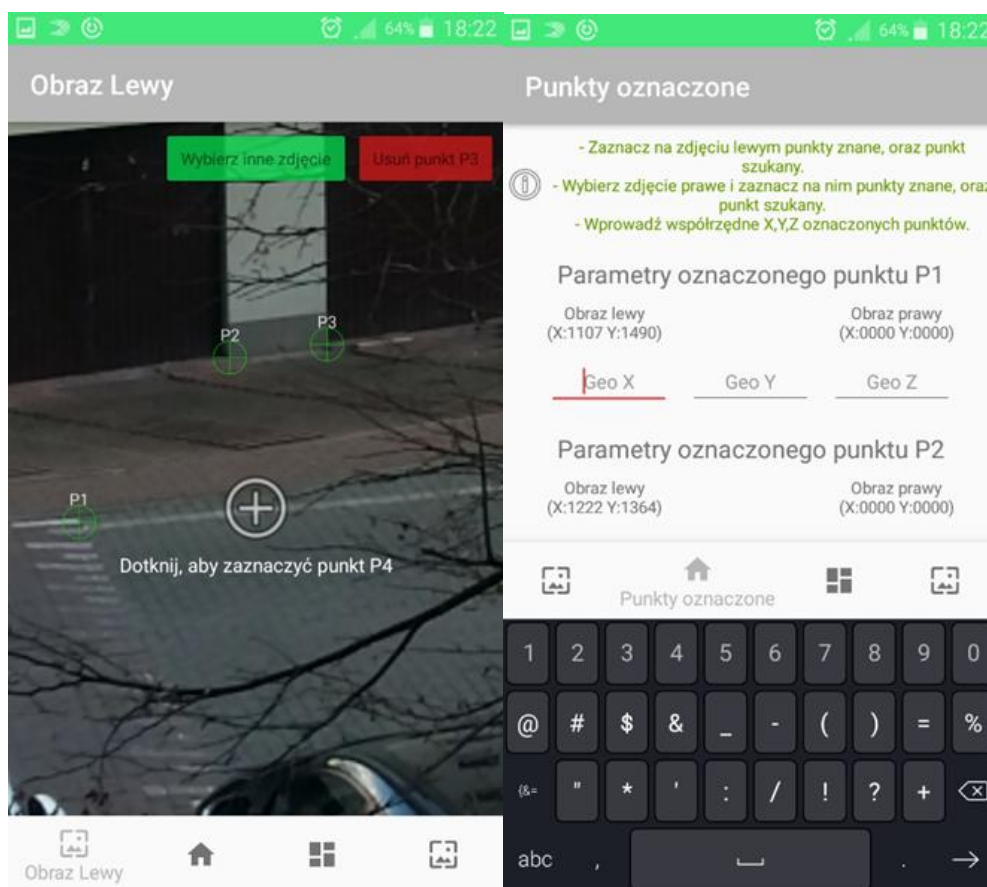 64% 18:22
Obraz Lewy
Wybierz inne zdjęcie
Usuń punkt P3
P3
P2
P1
Dotknij, aby zaznaczyć punkt P4
Obraz Lewy
64% 18:22
Punkty oznaczone
- Zaznacz na zdjęciu lewym punkty znane, oraz punkt
szukany.
- Wybierz zdjęcie prawe i zaznacz na nim punkty znane, oraz
punkt szukany.
- Wprowadź współrzędne X,Y,Z oznaczonych punktów.
Parametry oznaczonego punktu P1
Obraz lewy Obraz prawy
(X:1107 Y:1490) (X:0000 Y:0000)
Geo X Geo Y Geo Z
Parametry oznaczonego punktu P2
Obraz lewy Obraz prawy
(X:1222 Y:1364) (X:0000 Y:0000)
Punkty oznaczone
1 2 3 4 5 6 7 8 9 0
@ # $ & _ - ( ) = %
{&= " * ' : / ! ? +
abc , .